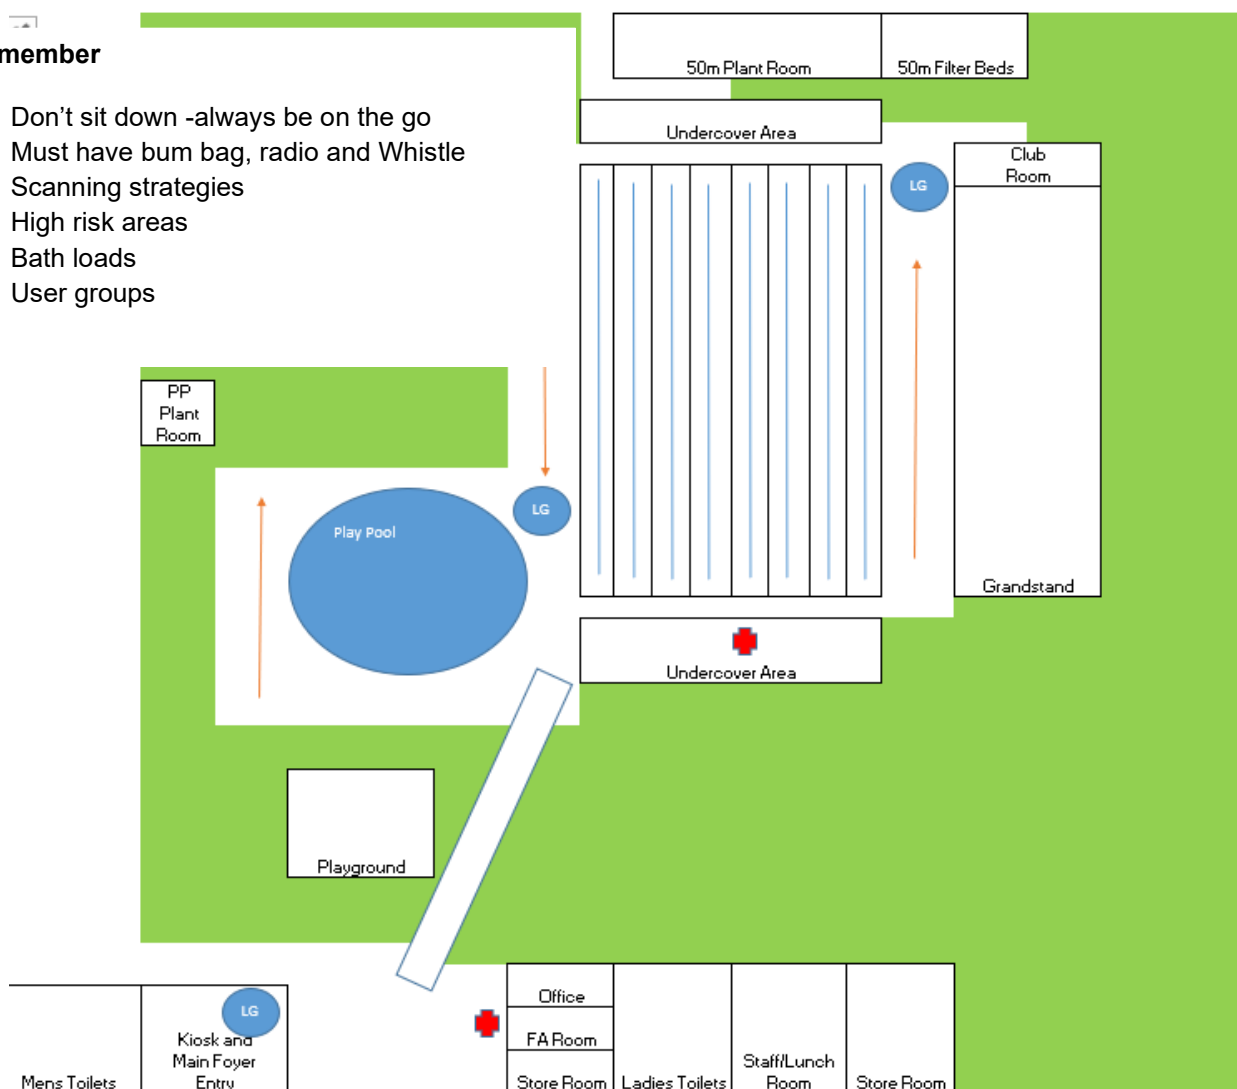 member
Don’t sit down -always be on the go
Must have bum bag, radio and Whistle
Scanning strategies
High risk areas
Bath loads
User groups
50m Plant Room
50m Filter Beds
Undercover Area
Club
Room
LG
PP
Plant
Room
LG
Play Pool
Grandstand
Undercover Area
Playground
LG
Kiosk and
Main Foyer
Entry
Mens Toilets
Office
FA Room
Store Room
Ladies Toilets
Staff/Lunch
Room
Store Room